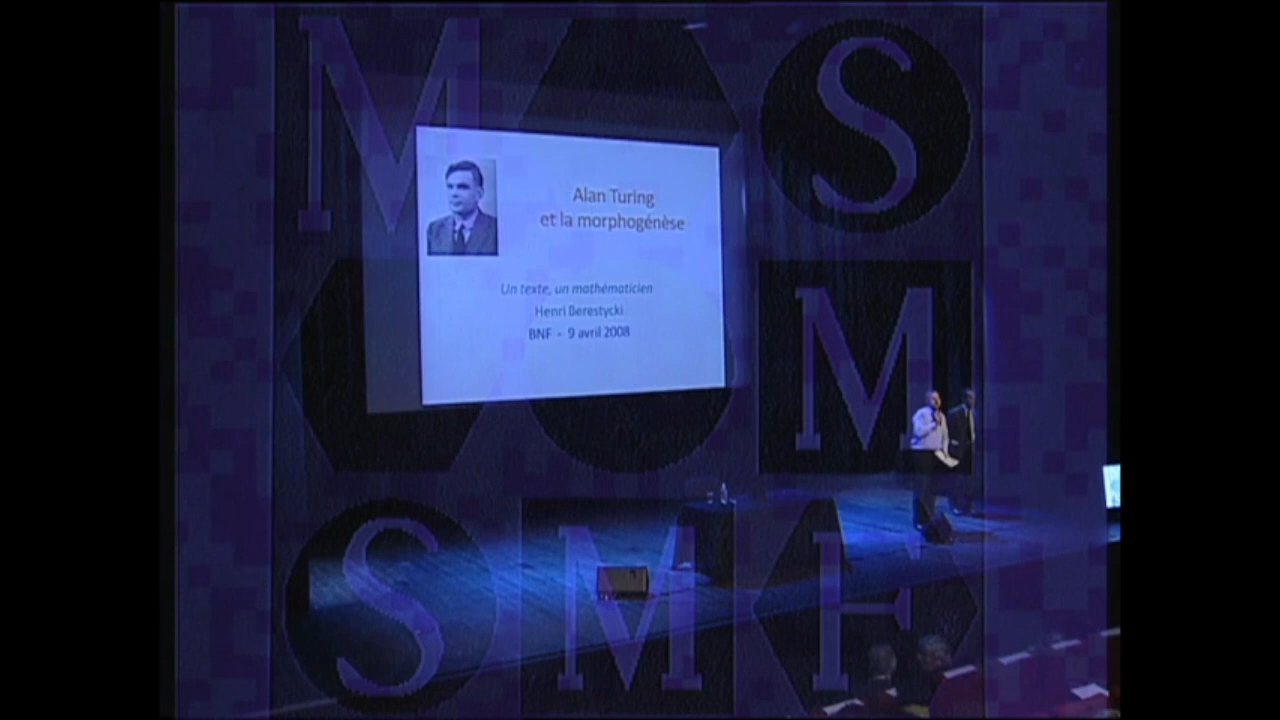 M S
M
S M F
Alan Turing
et la morphogénèse
Un texte, un mathématicien
Henri Berestycki
BNF - 9 avril 2008